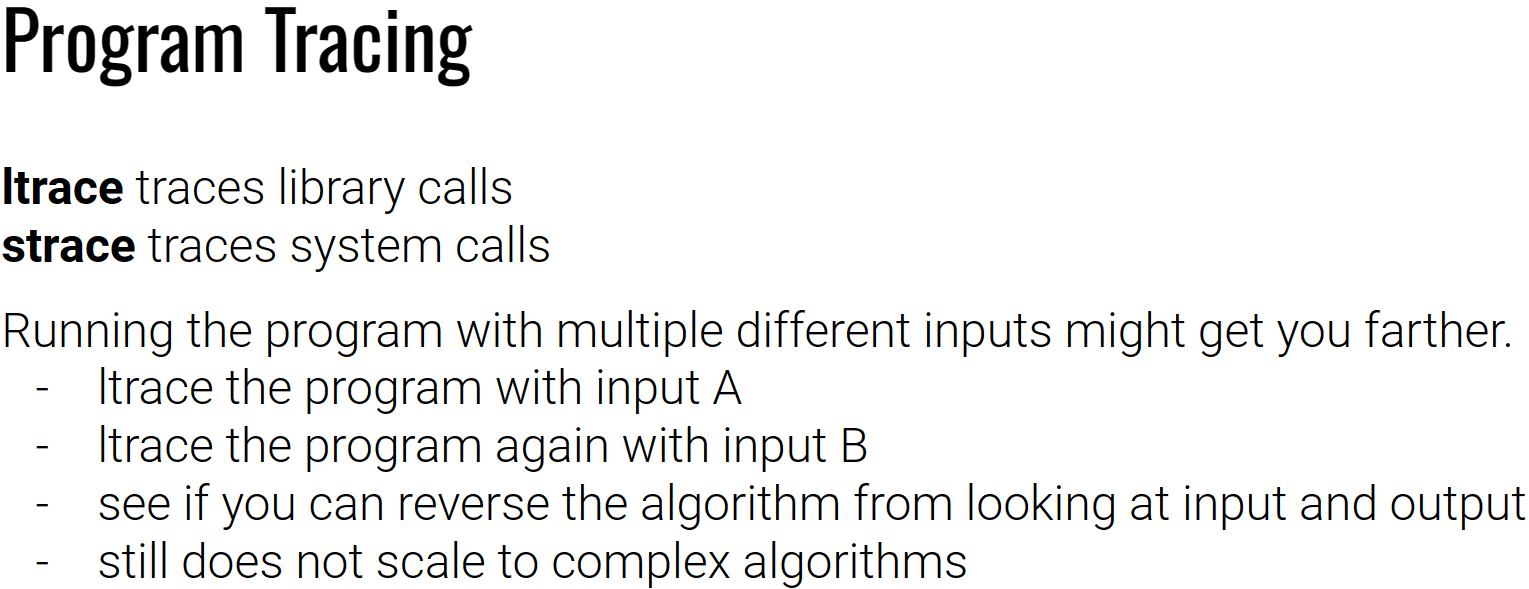 Program Tracing
ltrace traces library calls
strace traces system calls
Running the program with multiple different inputs might get you farther.
- ltrace the program with input A
- ltrace the program again with input B
- see if you can reverse the algorithm from looking at input and output
- still does not scale to complex algorithms